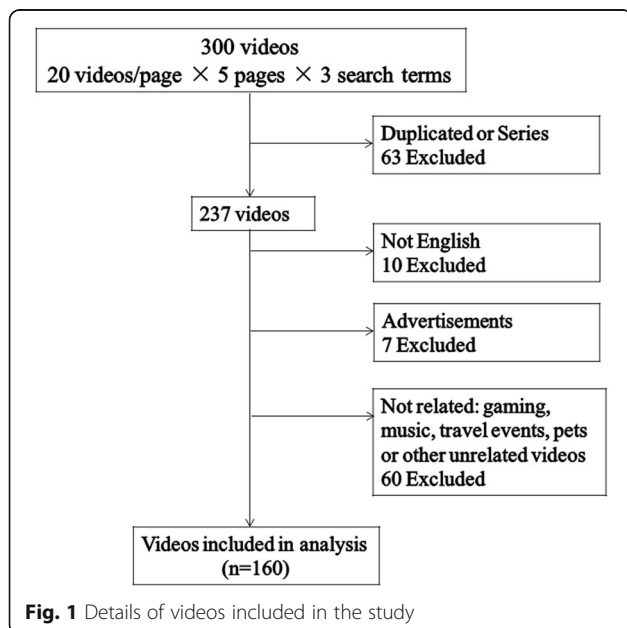 300 videos
20 videos/page × 5 pages × 3 search terms
Duplicated or Series
63 Excluded
237 videos
Not English
10 Excluded
Advertisements
7 Excluded
Not related: gaming,
music, travel events, pets
or other unrelated videos
60 Excluded
Videos included in analysis
(n=160)
Fig. 1 Details of videos included in the study